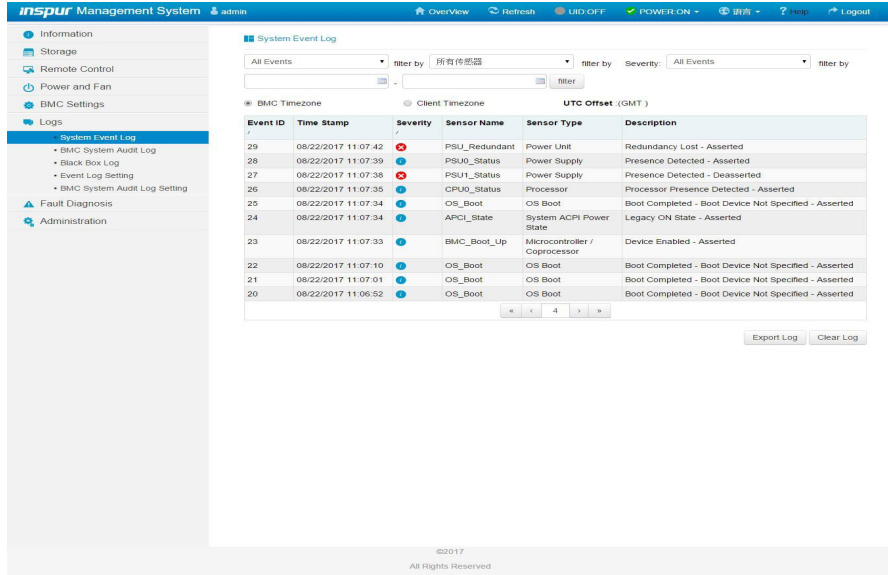 inspur Management System admin OverView Refresh UID:OFF POWER:ON 语言 Help Logout
Information
Storage
Remote Control
Power and Fan
BMC Settings
Logs
System Event Log
BMC System Audit Log
Black Box Log
Event Log Setting
BMC System Audit Log Setting
Fault Diagnosis
Administration
System Event Log
All Events filter by 所有传感器 filter by Severity: All Events filter by
- filter
BMC Timezone Client Timezone UTC Offset :(GMT )
Event ID Time Stamp Severity Sensor Name Sensor Type Description
29 08/22/2017 11:07:42 PSU_Redundant Power Unit Redundancy Lost - Asserted
28 08/22/2017 11:07:39 PSU0_Status Power Supply Presence Detected - Asserted
27 08/22/2017 11:07:38 PSU1_Status Power Supply Presence Detected - Deasserted
26 08/22/2017 11:07:35 CPU0_Status Processor Processor Presence Detected - Asserted
25 08/22/2017 11:07:34 OS_Boot OS Boot Boot Completed - Boot Device Not Specified - Asserted
24 08/22/2017 11:07:34 APCI_State System ACPI Power State Legacy ON State - Asserted
23 08/22/2017 11:07:33 BMC_Boot_Up Microcontroller / Coprocessor Device Enabled - Asserted
22 08/22/2017 11:07:10 OS_Boot OS Boot Boot Completed - Boot Device Not Specified - Asserted
21 08/22/2017 11:07:01 OS_Boot OS Boot Boot Completed - Boot Device Not Specified - Asserted
20 08/22/2017 11:06:52 OS_Boot OS Boot Boot Completed - Boot Device Not Specified - Asserted
« ‹ 4 › »
Export Log Clear Log
©2017
All Rights Reserved